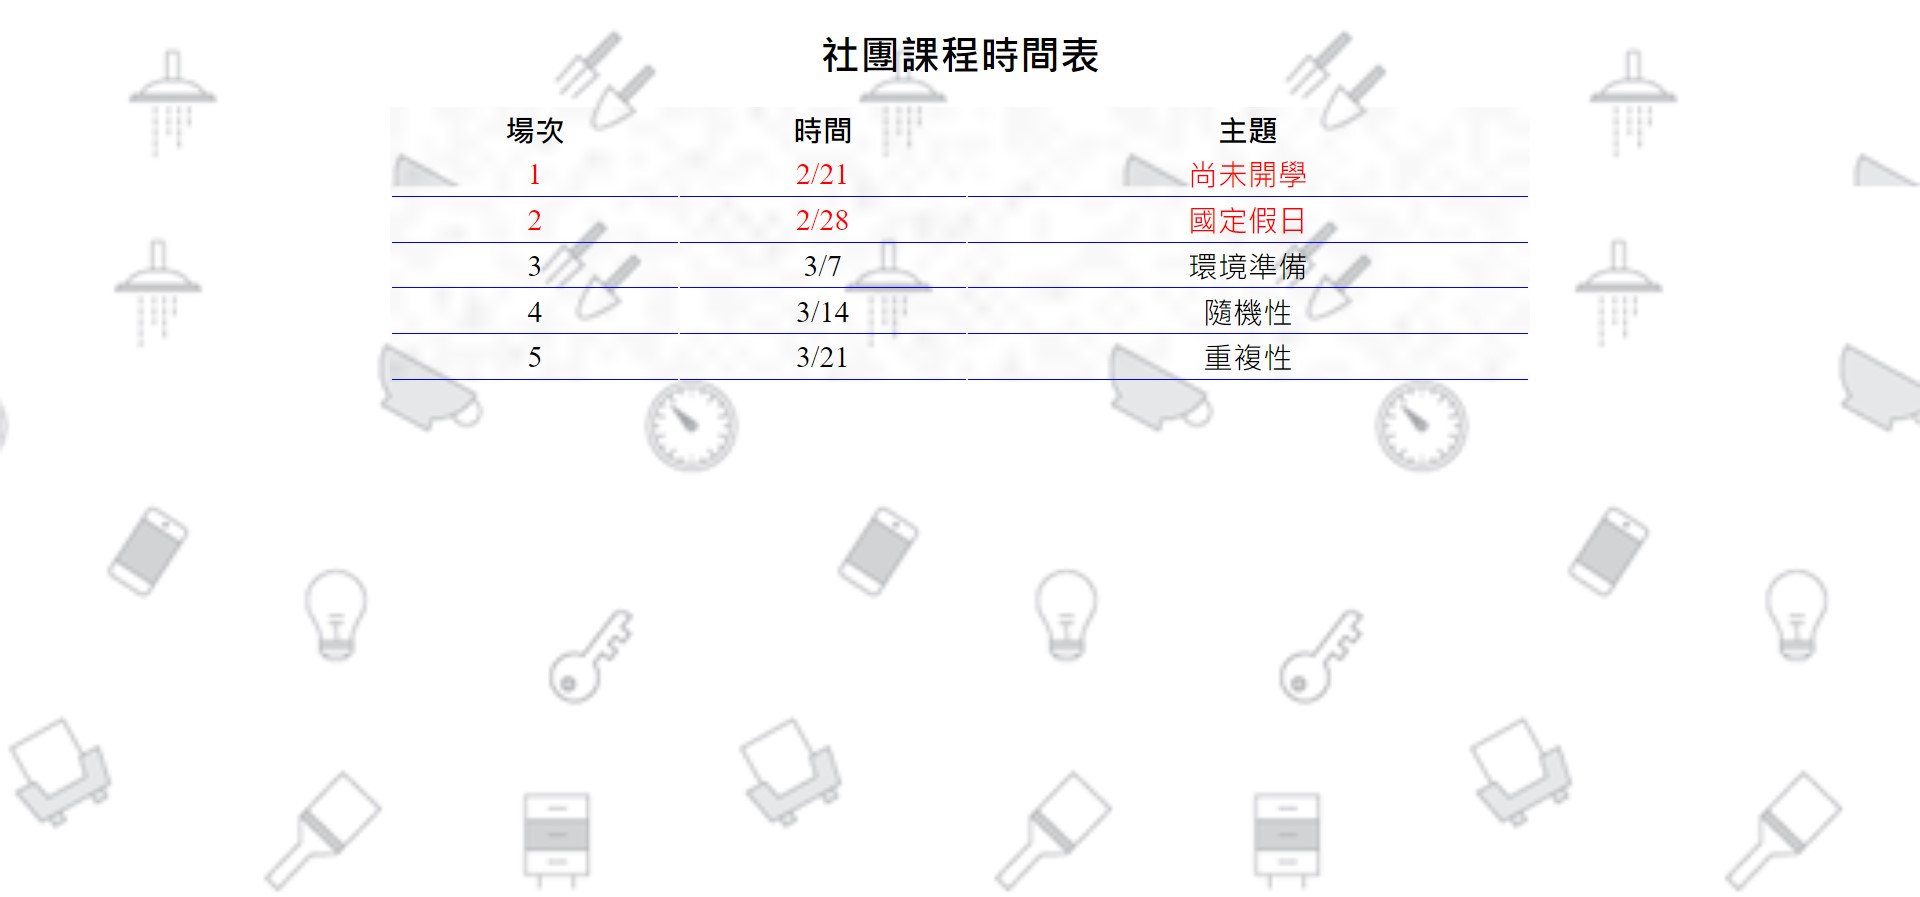 社團課程時間表
場次 時間 主題
1 2/21 尚未開學
2 2/28 國定假日
3 3/7 環境準備
4 3/14 隨機性
5 3/21 重複性